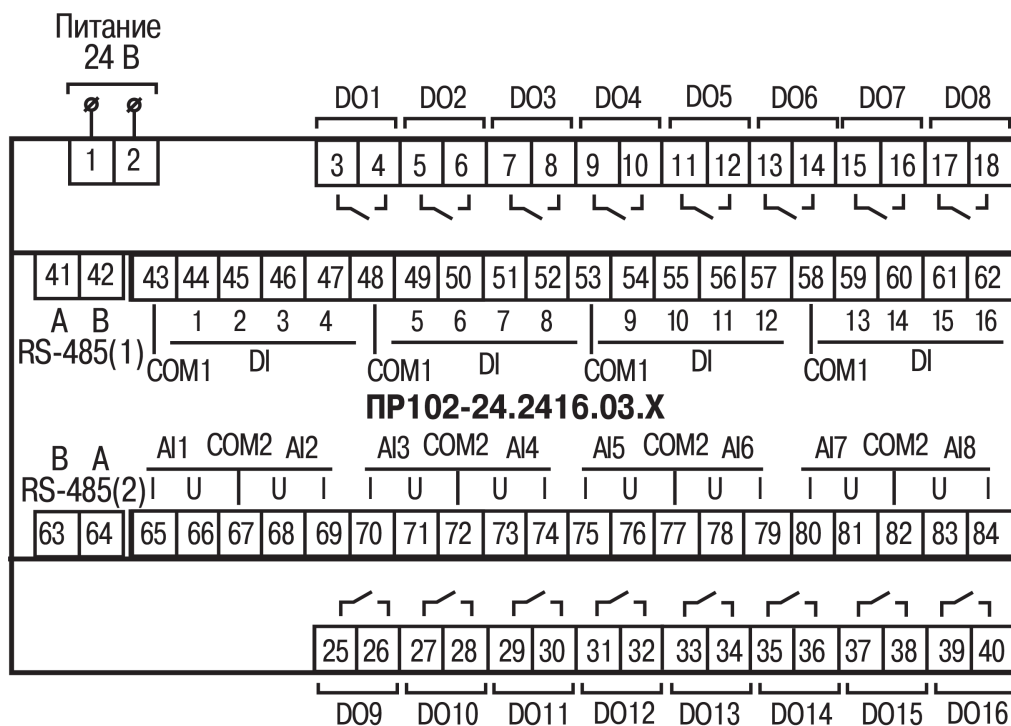 Питание
24 В
DO1 DO2 DO3 DO4 DO5 DO6 DO7 DO8
1 2 3 4 5 6 7 8 9 10 11 12 13 14 15 16 17 18
41 42 43 44 45 46 47 48 49 50 51 52 53 54 55 56 57 58 59 60 61 62
A B 1 2 3 4 5 6 7 8 9 10 11 12 13 14 15 16
RS-485(1) COM1 DI COM1 DI COM1 DI COM1 DI
ПР102-24.2416.03.X
B A AI1 COM2 AI2 AI3 COM2 AI4 AI5 COM2 AI6 AI7 COM2 AI8
RS-485(2) I U U I I U U I I U U I I U U I
63 64 65 66 67 68 69 70 71 72 73 74 75 76 77 78 79 80 81 82 83 84
25 26 27 28 29 30 31 32 33 34 35 36 37 38 39 40
DO9 DO10 DO11 DO12 DO13 DO14 DO15 DO16